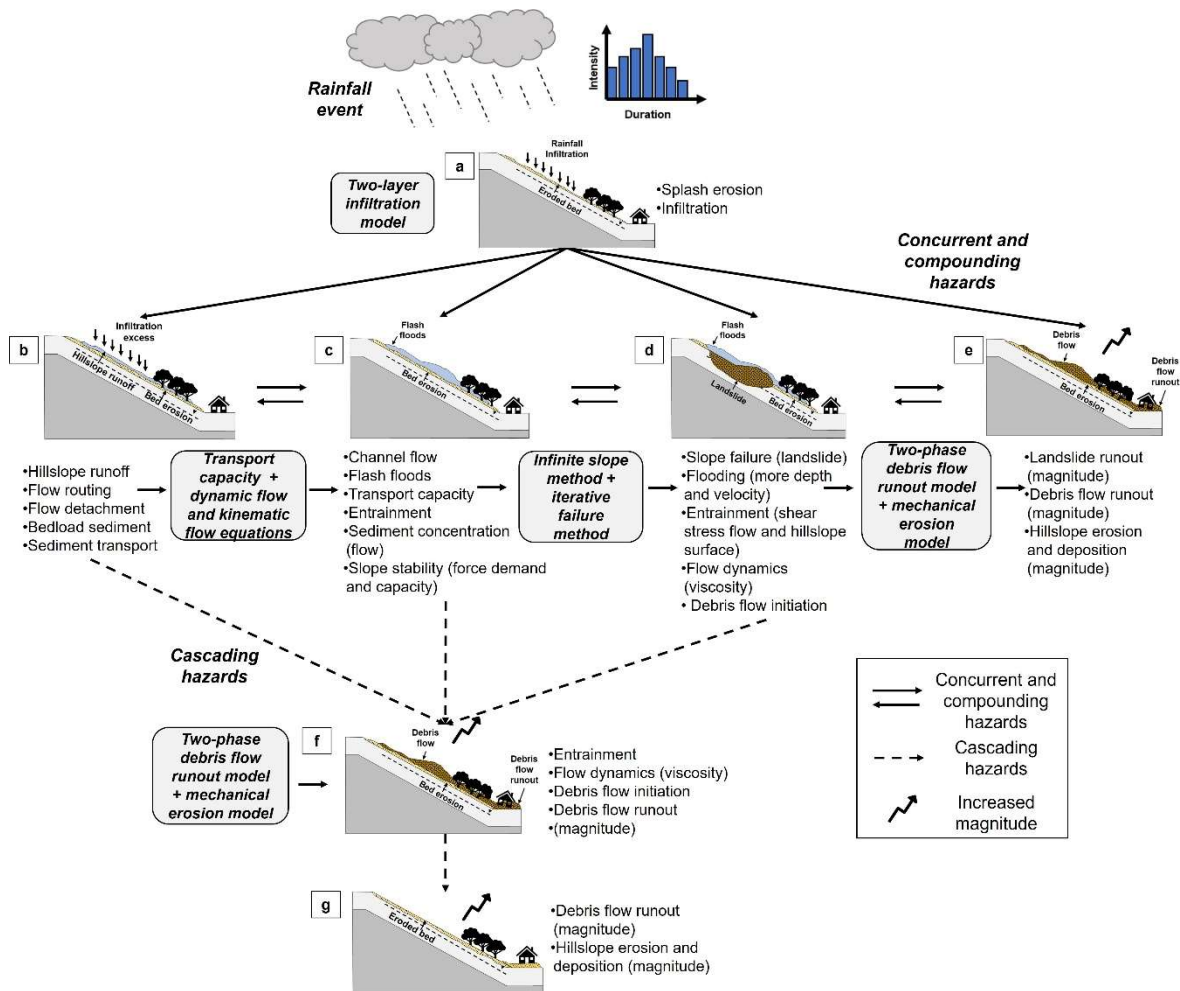 Rainfall
event
Intensity
Duration
a
Rainfall
Infiltration
Eroded bed
Two-layer
infiltration
model
•Splash erosion
•Infiltration
Concurrent and
compounding
hazards
b
Infiltration
excess
Hillslope runoff
Bed erosion
c
Flash
floods
Bed erosion
d
Flash
floods
Landslide
Bed erosion
e
Debris
flow
Debris
flow
runout
Bed erosion
•Hillslope runoff
•Flow routing
•Flow detachment
•Bedload sediment
•Sediment transport
Transport
capacity +
dynamic flow
and kinematic
flow equations
•Channel flow
•Flash floods
•Transport capacity
•Entrainment
•Sediment concentration
(flow)
•Slope stability (force demand
and capacity)
Infinite slope
method +
iterative
failure
method
•Slope failure (landslide)
•Flooding (more depth
and velocity)
•Entrainment (shear
stress flow and hillslope
surface)
•Flow dynamics
(viscosity)
• Debris flow initiation
Two-phase
debris flow
runout model
+ mechanical
erosion
model
•Landslide runout
(magnitude)
•Debris flow runout
(magnitude)
•Hillslope erosion
and deposition
(magnitude)
Cascading
hazards
Two-phase
debris flow
runout model
+ mechanical
erosion model
f
Debris
flow
Debris
flow
runout
Bed erosion
•Entrainment
•Flow dynamics (viscosity)
•Debris flow initiation
•Debris flow runout
•(magnitude)
g
Eroded bed
•Debris flow runout
(magnitude)
•Hillslope erosion and
deposition (magnitude)
Concurrent and
compounding
hazards
Cascading
hazards
Increased
magnitude